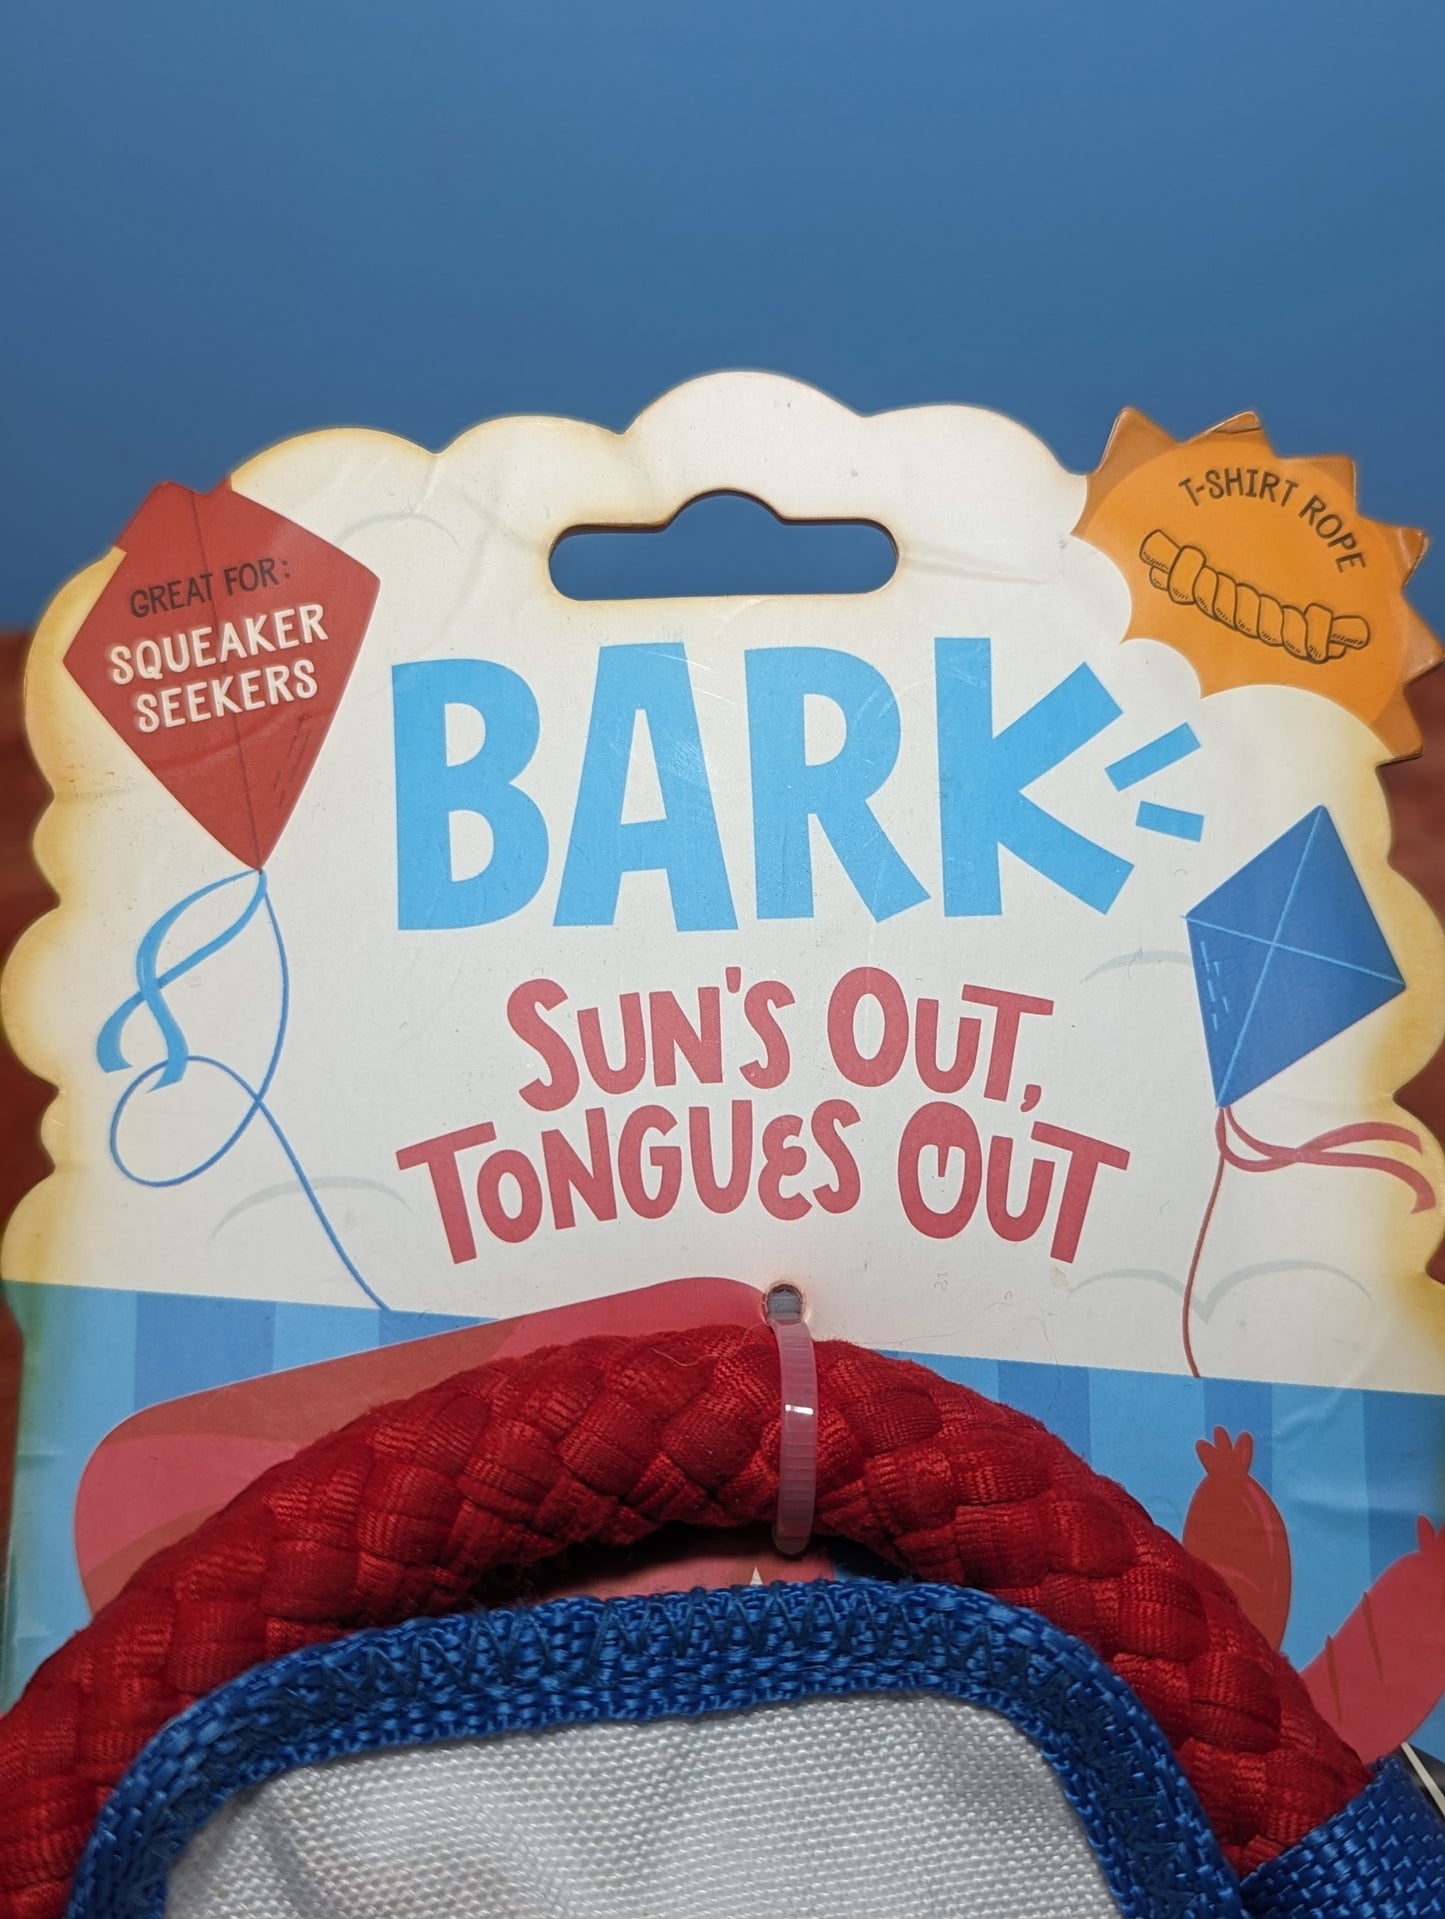 GREAT FOR:
SQUEAKER
SEEKERS
T-SHIRT ROPE
BARK
SUN'S OUT,
TONGUES OUT